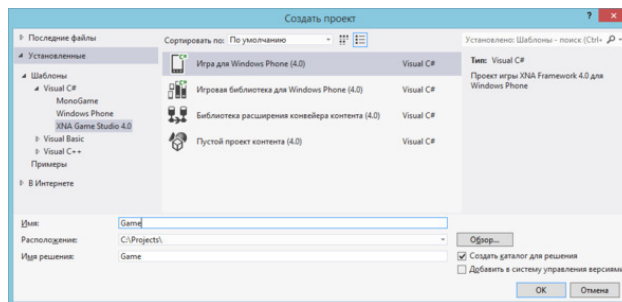 Создать проект
? ×
Последние файлы
Сортировать по: По умолчанию
Установлено: Шаблоны - поиск (Ctrl+
Установленные
Игра для Windows Phone (4.0) Visual C#
Тип: Visual C#
Проект игры XNA Framework 4.0 для
Windows Phone
Шаблоны
Visual C#
MonoGame
Windows Phone
XNA Game Studio 4.0
Visual Basic
Visual C++
Примеры
В Интернете
Игровая библиотека для Windows Phone (4.0) Visual C#
Библиотека расширения конвейера контента (4.0) Visual C#
Пустой проект контента (4.0) Visual C#
Имя: Game
Расположение: C:\Projects\ Обзор...
Имя решения: Game
Создать каталог для решения
Добавить в систему управления версиями
OK Отмена